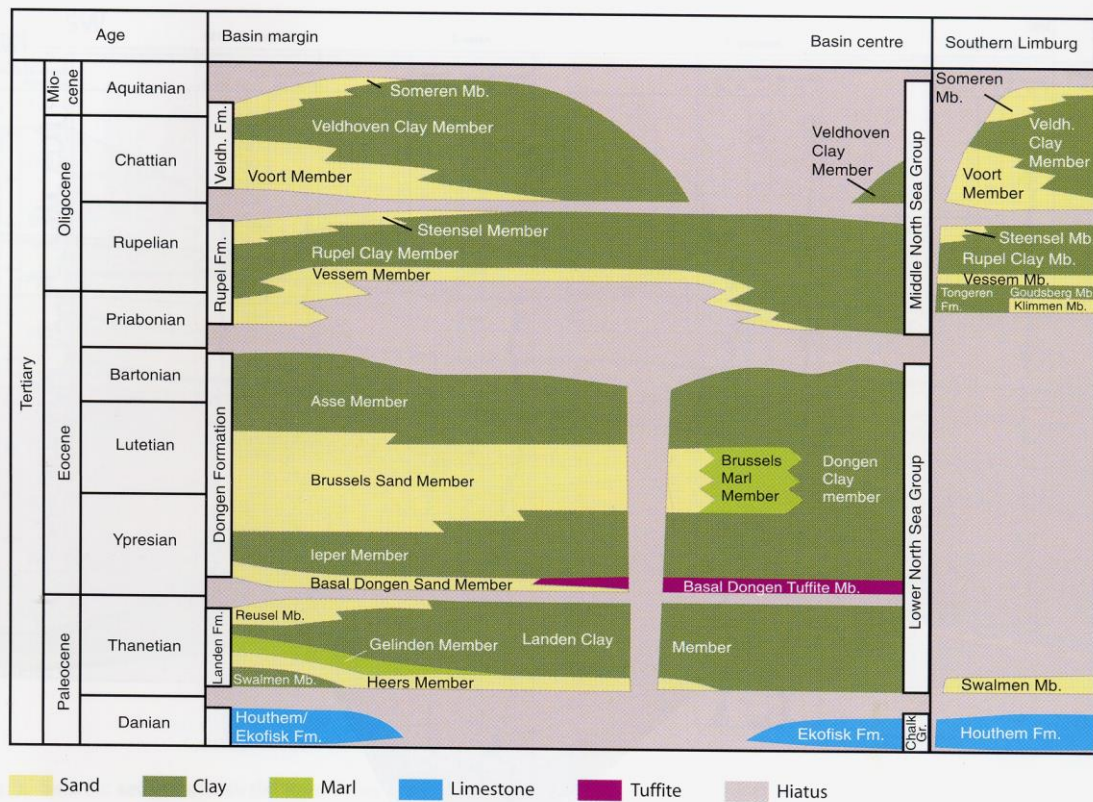 Age
Basin margin
Basin centre
Southern Limburg
Tertiary
Mio-
cene
Oligocene
Eocene
Paleocene
Aquitanian
Chattian
Rupelian
Priabonian
Bartonian
Lutetian
Ypresian
Thanetian
Danian
Veldh. Fm.
Rupel Fm.
Dongen Formation
Landen Fm.
Someren Mb.
Veldhoven Clay Member
Voort Member
Veldhoven
Clay
Member
Steensel Member
Rupel Clay Member
Vessem Member
Asse Member
Brussels Sand Member
Brussels
Marl
Member
Dongen
Clay
member
Ieper Member
Basal Dongen Sand Member
Basal Dongen Tuffite Mb.
Reusel Mb.
Gelinden Member
Landen Clay
Member
Swalmen Mb.
Heers Member
Houthem/
Ekofisk Fm.
Ekofisk Fm.
Middle North Sea Group
Lower North Sea Group
Chalk
Gr.
Someren
Mb.
Veldh.
Clay
Member
Voort
Member
Steensel Mb.
Rupel Clay Mb.
Vessem Mb.
Tongeren
Fm.
Goudsberg Mb.
Klimmen Mb.
Swalmen Mb.
Houthem Fm.
Sand
Clay
Marl
Limestone
Tuffite
Hiatus